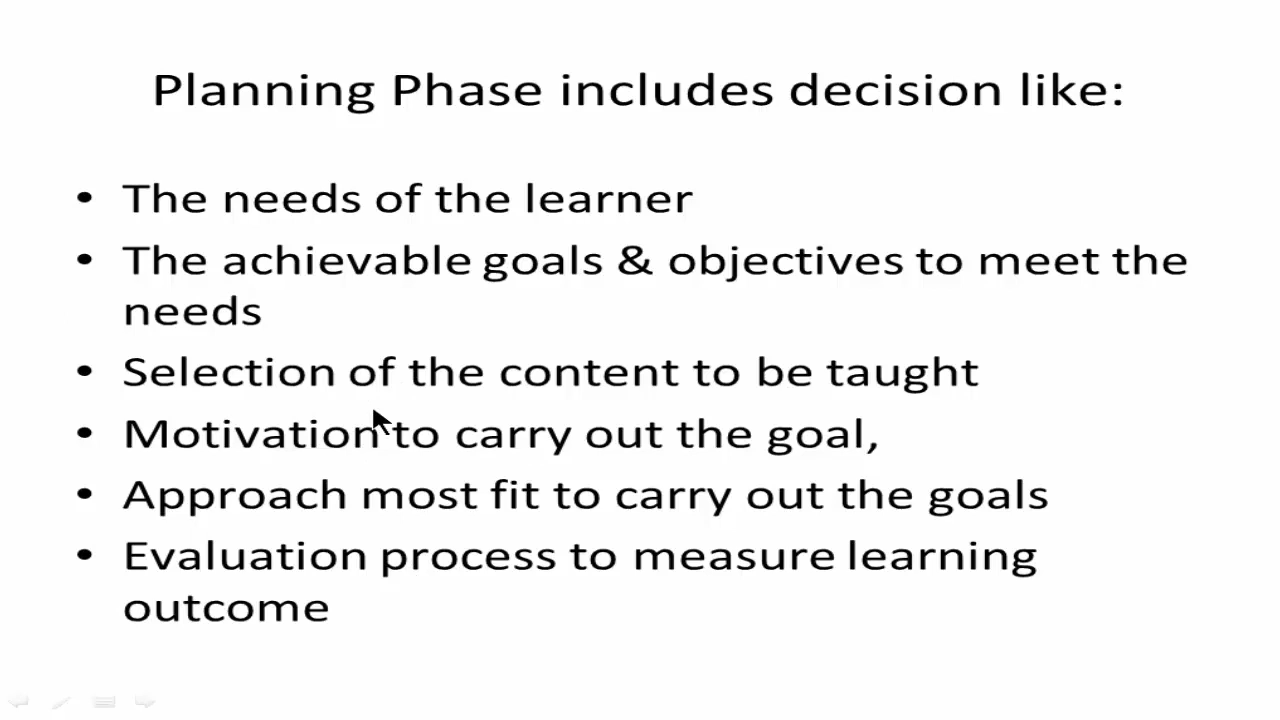 Planning Phase includes decision like:
• The needs of the learner
• The achievable goals & objectives to meet the
needs
• Selection of the content to be taught
• Motivation to carry out the goal,
• Approach most fit to carry out the goals
• Evaluation process to measure learning
outcome